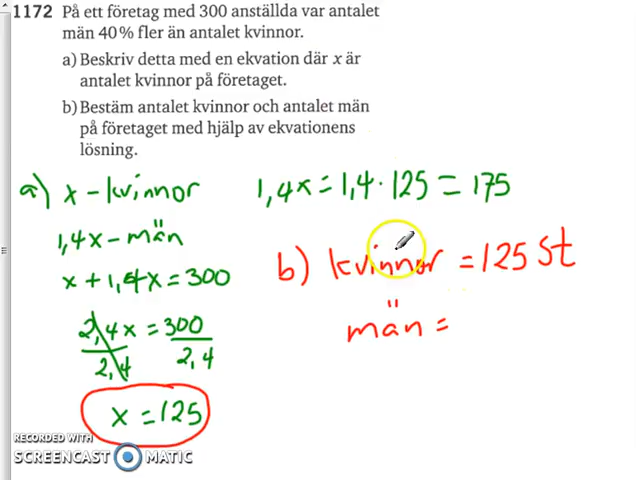 1172 På ett företag med 300 anställda var antalet
män 40 % fler än antalet kvinnor.
a) Beskriv detta med en ekvation där x är
antalet kvinnor på företaget.
b) Bestäm antalet kvinnor och antalet män
på företaget med hjälp av ekvationens
lösning.
a) x - kvinnor
1,4x - män
x + 1,4x = 300
2,4x = 300
2,4 2,4
x = 125
1,4x = 1,4 · 125 = 175
b) kvinnor = 125 st
män =
RECORDED WITH
SCREENCAST MATIC